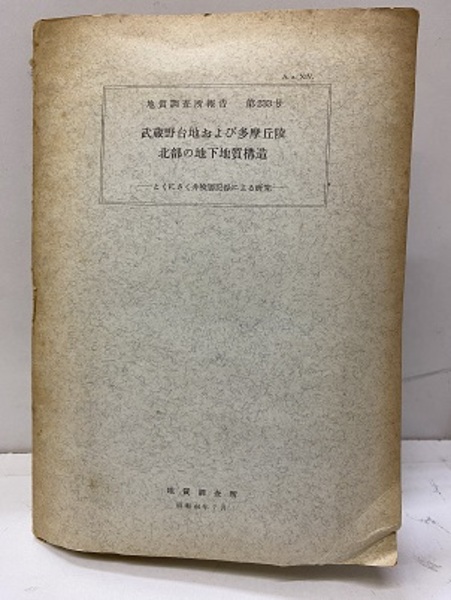 地質調査所報告 第233号
武蔵野台地および多摩丘陵
北部の地下地質構造
とくにさく井検層記録による研究
地質調査所